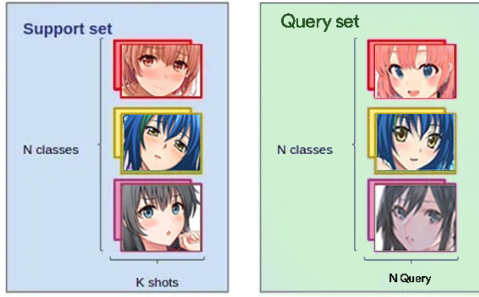 Support set
N classes
K shots
Query set
N classes
N Query